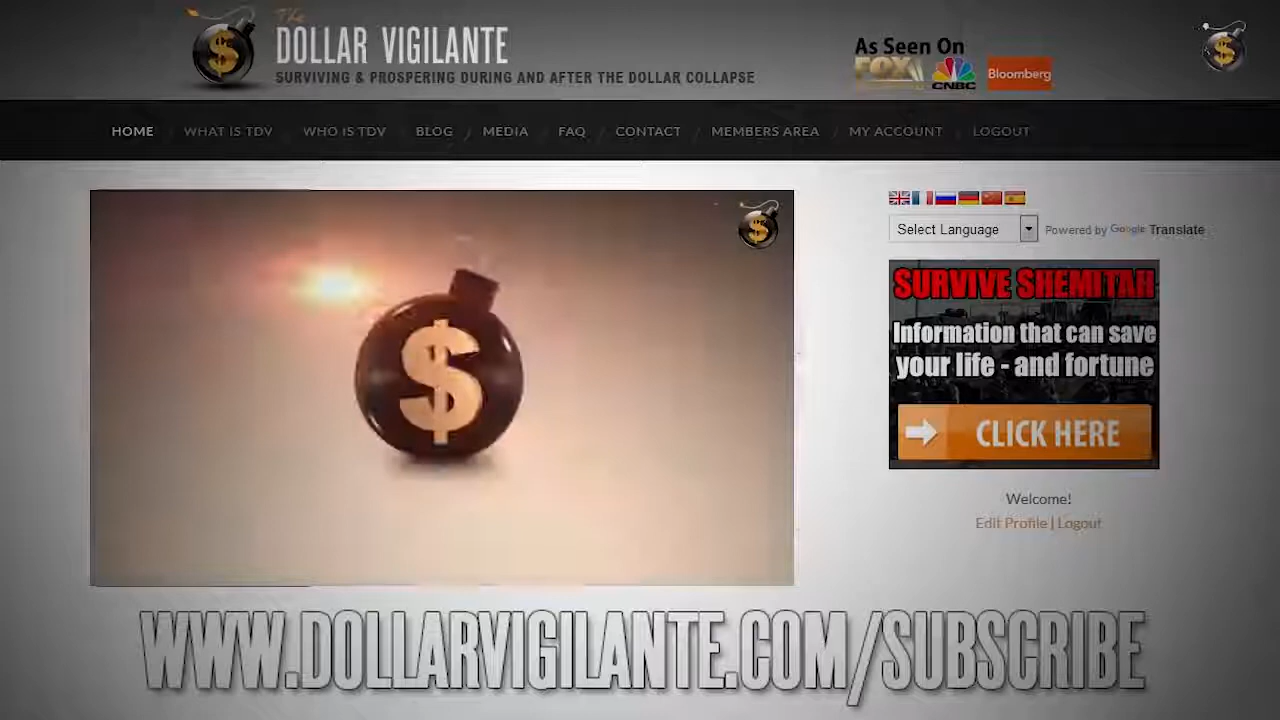 The
DOLLAR VIGILANTE
SURVIVING & PROSPERING DURING AND AFTER THE DOLLAR COLLAPSE
As Seen On
FOX
CNBC
Bloomberg
HOME / WHAT IS TDV / WHO IS TDV / BLOG / MEDIA / FAQ / CONTACT / MEMBERS AREA / MY ACCOUNT / LOGOUT
$
$
$
$
Select Language
Powered by Google Translate
SURVIVE SHEMITAH
Information that can save
your life - and fortune
CLICK HERE
Welcome!
Edit Profile | Logout
WWW.DOLLARVIGILANTE.COM/SUBSCRIBE